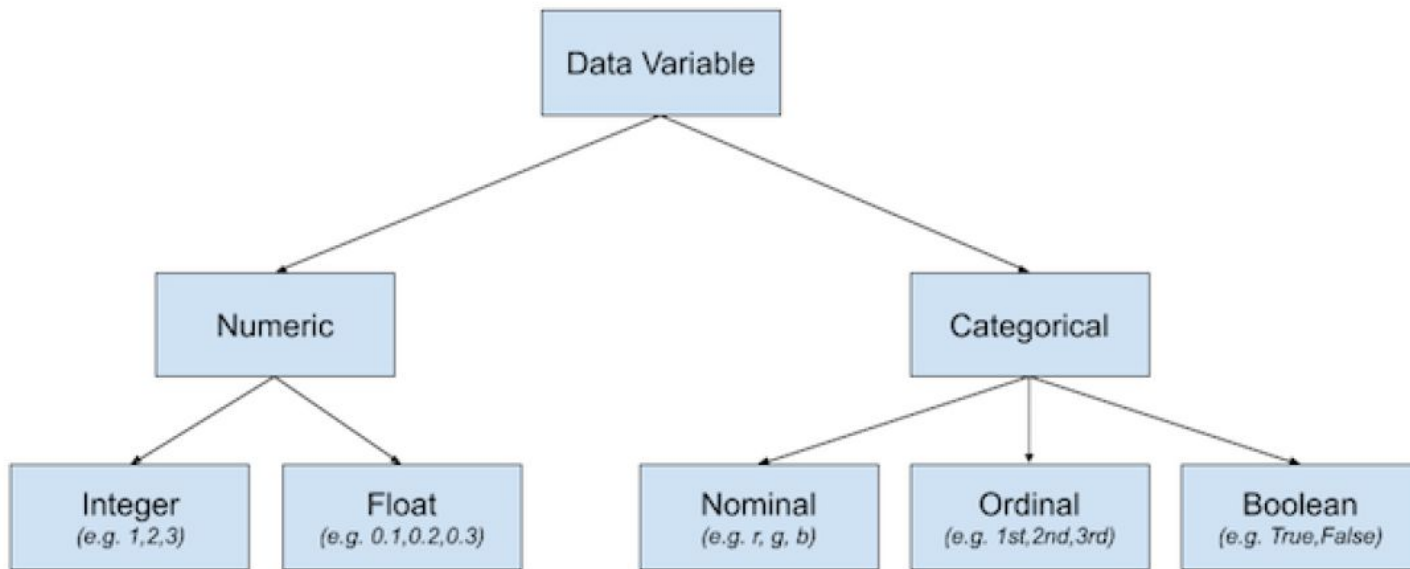 Data Variable
Numeric
Categorical
Integer
(e.g. 1,2,3)
Float
(e.g. 0.1,0.2,0.3)
Nominal
(e.g. r, g, b)
Ordinal
(e.g. 1st,2nd,3rd)
Boolean
(e.g. True,False)